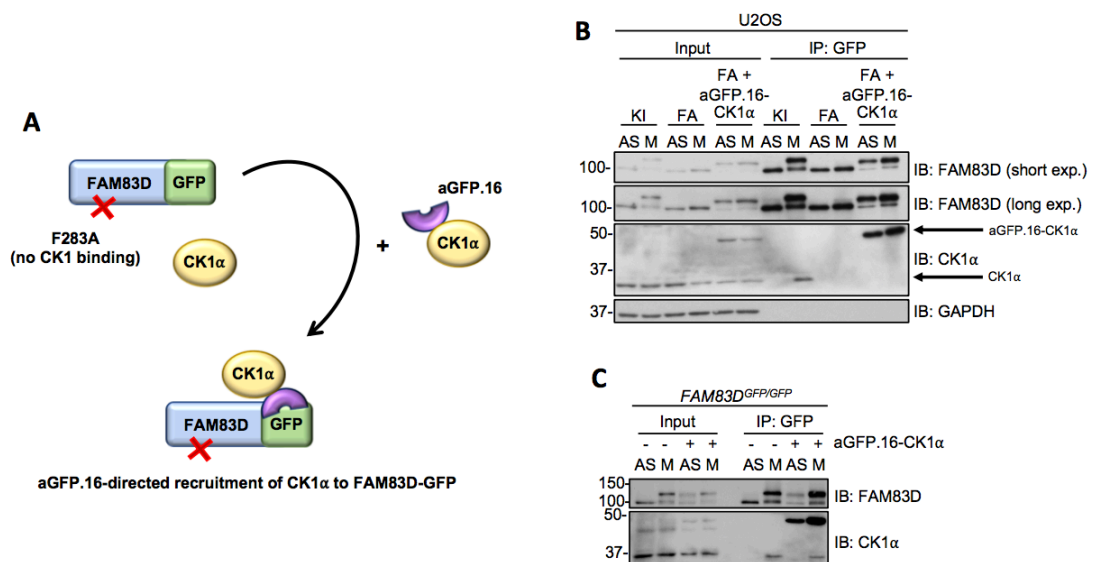 A
FAM83D GFP
F283A
(no CK1 binding)
CK1α
+
aGFP.16
CK1α
CK1α
FAM83D GFP
aGFP.16-directed recruitment of CK1α to FAM83D-GFP
B
U2OS
Input IP: GFP
FA + FA +
aGFP.16- aGFP.16-
KI FA CK1α KI FA CK1α
AS M AS M AS M AS M AS M AS M
100- IB: FAM83D (short exp.)
100- IB: FAM83D (long exp.)
50- aGFP.16-CK1α
IB: CK1α
37- CK1α
37- IB: GAPDH
C
FAM83D^GFP/GFP
Input IP: GFP
- - + + - - + + aGFP.16-CK1α
AS M AS M AS M AS M
150-
100- IB: FAM83D
50-
IB: CK1α
37-